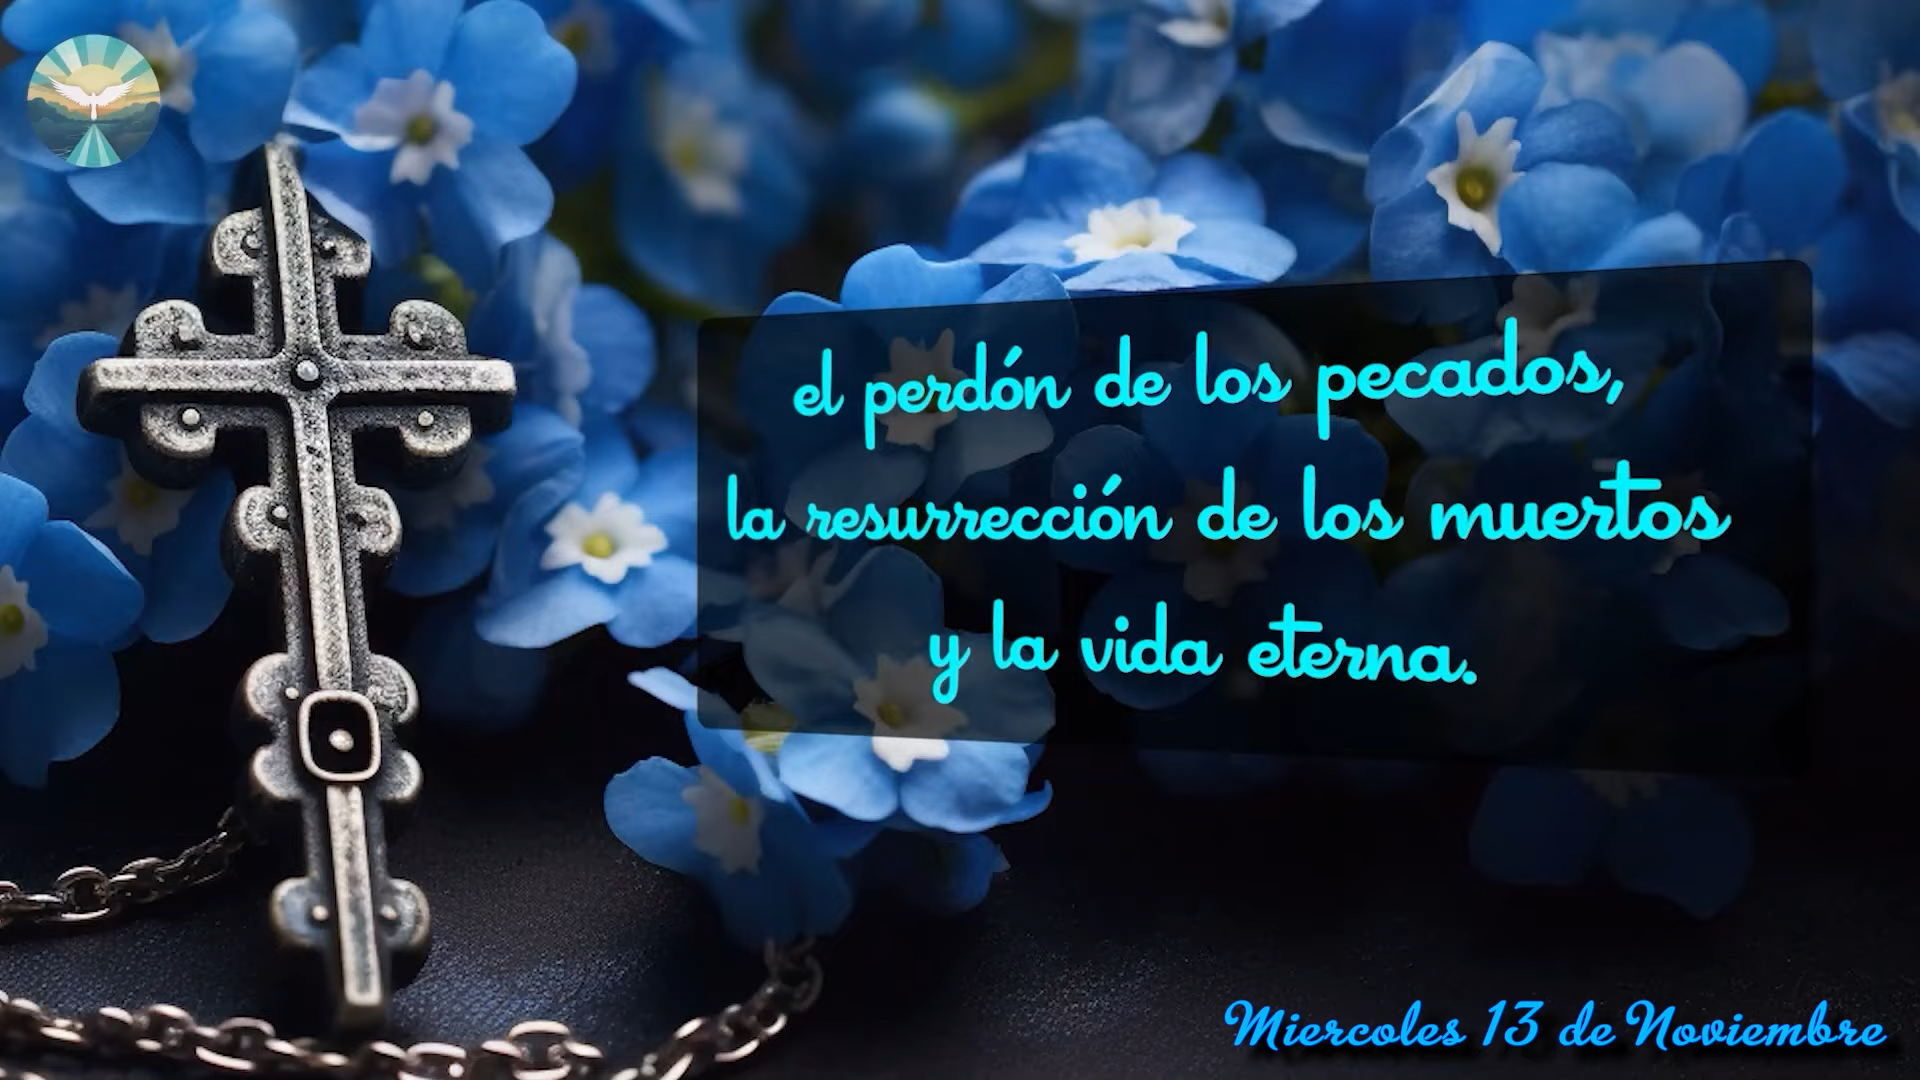 el perdón de los pecados,
la resurrección de los muertos
y la vida eterna.
Miercoles 13 de Noviembre